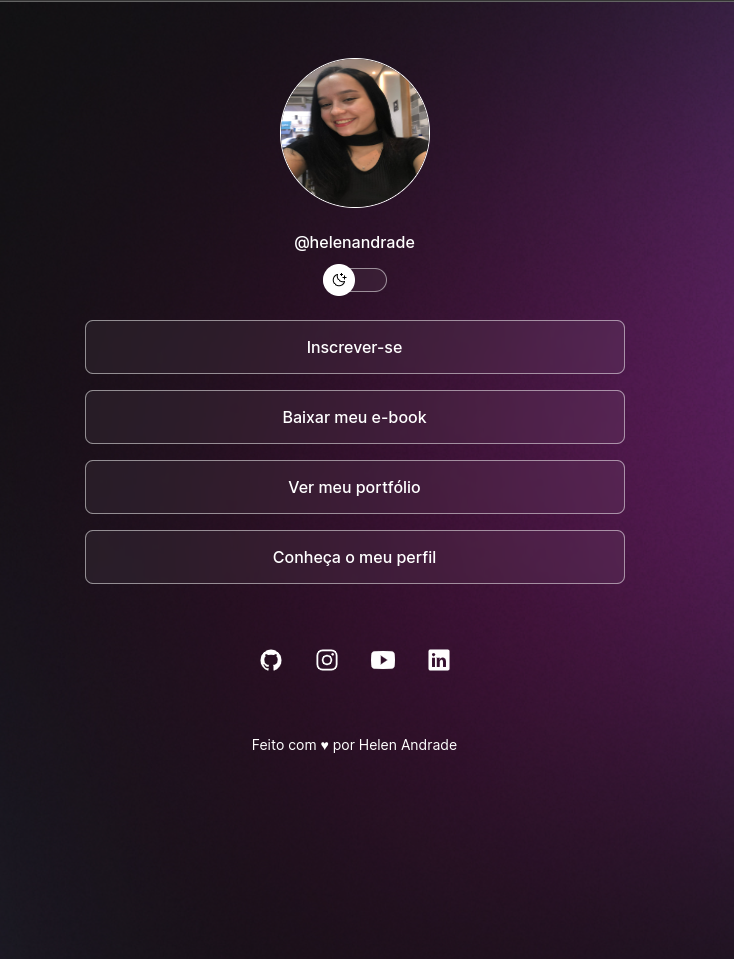 @helenandrade
Inscrever-se
Baixar meu e-book
Ver meu portfólio
Conheça o meu perfil
Feito com ♥ por Helen Andrade